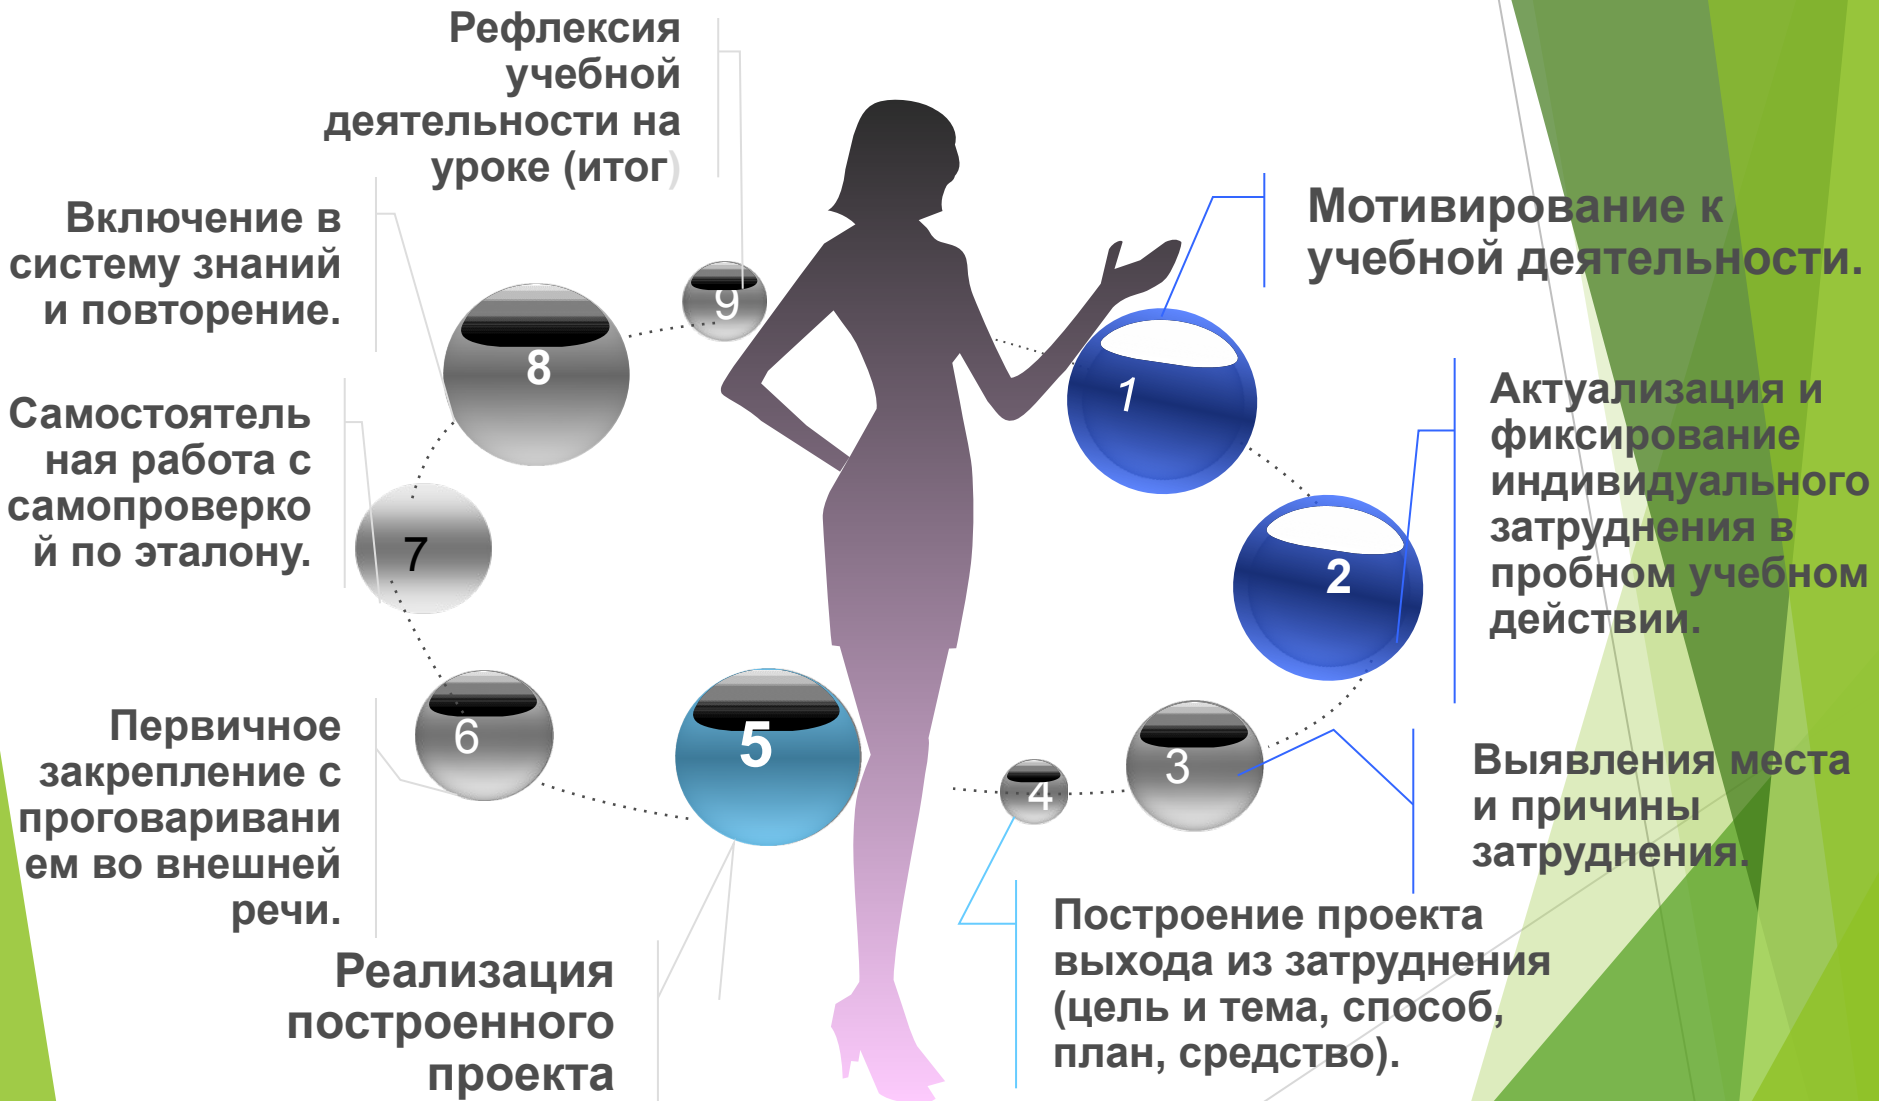 Рефлексия
учебной
деятельности на
уроке (итог)
Мотивирование к
учебной деятельности.
Включение в
систему знаний
и повторение.
9
8
1
Актуализация и
фиксирование
индивидуального
затруднения в
пробном учебном
действии.
Самостоятель
ная работа с
самопроверко
й по эталону.
7
2
Первичное
закрепление с
проговаривани
ем во внешней
речи.
6
5
4
3
Выявления места
и причины
затруднения.
Построение проекта
выхода из затруднения
(цель и тема, способ,
план, средство).
Реализация
построенного
проекта